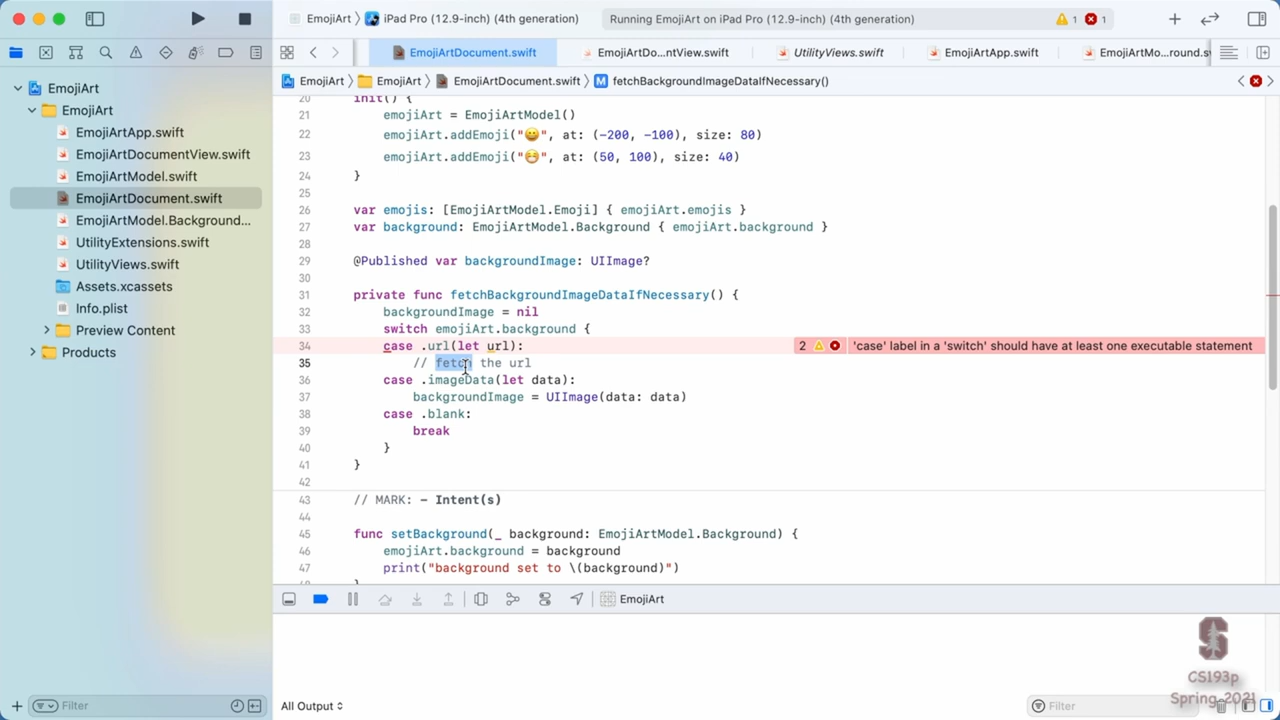 EmojiArt 〉 iPad Pro (12.9-inch) (4th generation)
Running EmojiArt on iPad Pro (12.9-inch) (4th generation)
1
1
EmojiArtDocument.swift
EmojiArtDo...ntView.swift
UtilityViews.swift
EmojiArtApp.swift
EmojiArtMo...round.sw
EmojiArt 〉 EmojiArt 〉 EmojiArtDocument.swift 〉 M fetchBackgroundImageDataIfNecessary()
EmojiArt
EmojiArt
EmojiArtApp.swift
EmojiArtDocumentView.swift
EmojiArtModel.swift
EmojiArtDocument.swift
EmojiArtModel.Background...
UtilityExtensions.swift
UtilityViews.swift
Assets.xcassets
Info.plist
Preview Content
Products
Filter
20 init() {
21 emojiArt = EmojiArtModel()
22 emojiArt.addEmoji("😀", at: (-200, -100), size: 80)
23 emojiArt.addEmoji("😷", at: (50, 100), size: 40)
24 }
25
26 var emojis: [EmojiArtModel.Emoji] { emojiArt.emojis }
27 var background: EmojiArtModel.Background { emojiArt.background }
28
29 @Published var backgroundImage: UIImage?
30
31 private func fetchBackgroundImageDataIfNecessary() {
32 backgroundImage = nil
33 switch emojiArt.background {
34 case .url(let url): 2 'case' label in a 'switch' should have at least one executable statement
35 // fetch the url
36 case .imageData(let data):
37 backgroundImage = UIImage(data: data)
38 case .blank:
39 break
40 }
41 }
42
43 // MARK: - Intent(s)
44
45 func setBackground(_ background: EmojiArtModel.Background) {
46 emojiArt.background = background
47 print("background set to \(background)")
48 }
EmojiArt
All Output
Filter
CS193p
Spring 2021